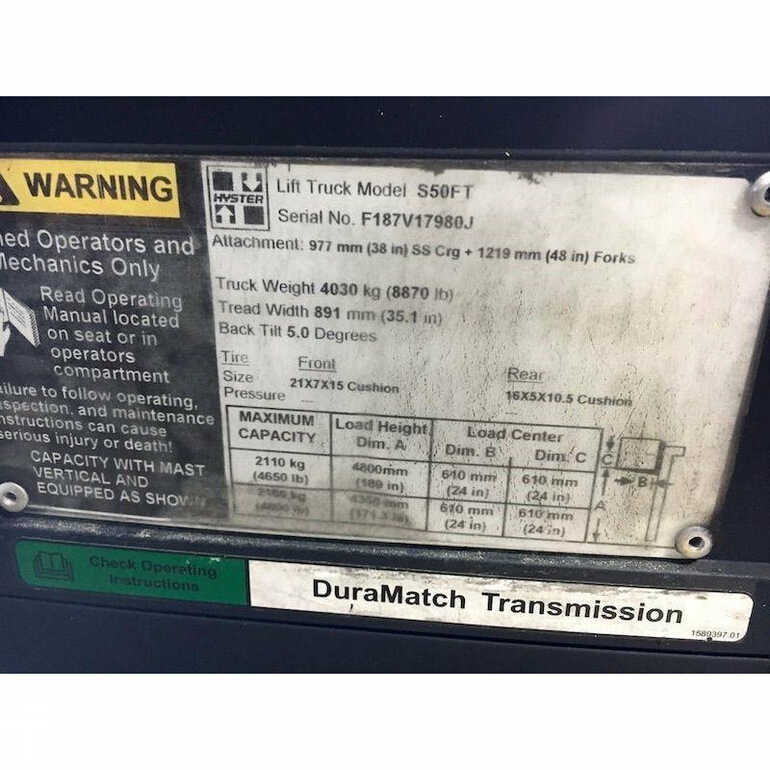 WARNING
ned Operators and
Mechanics Only
Read Operating
Manual located
on seat or in
operators
compartment
ailure to follow operating,
nspection, and maintenance
nstructions can cause
serious injury or death!
CAPACITY WITH MAST
VERTICAL AND
EQUIPPED AS SHOWN
HYSTER
Lift Truck Model S50FT
Serial No. F187V17980J
Attachment: 977 mm (38 in) SS Crg + 1219 mm (48 in) Forks
Truck Weight 4030 kg (8870 lb)
Tread Width 891 mm (35.1 in)
Back Tilt 5.0 Degrees
Tire Front Rear
Size 21X7X15 Cushion 16X5X10.5 Cushion
Pressure — —
MAXIMUM CAPACITY Load Height Dim. A Load Center Dim. B Dim. C
2110 kg 4800mm 610 mm 610 mm
(4650 lb) (189 in) (24 in) (24 in)
610 mm 610 mm
(24 in) (24 in)
C
B
A
Check Operating
Instructions
DuraMatch Transmission
1589397 01